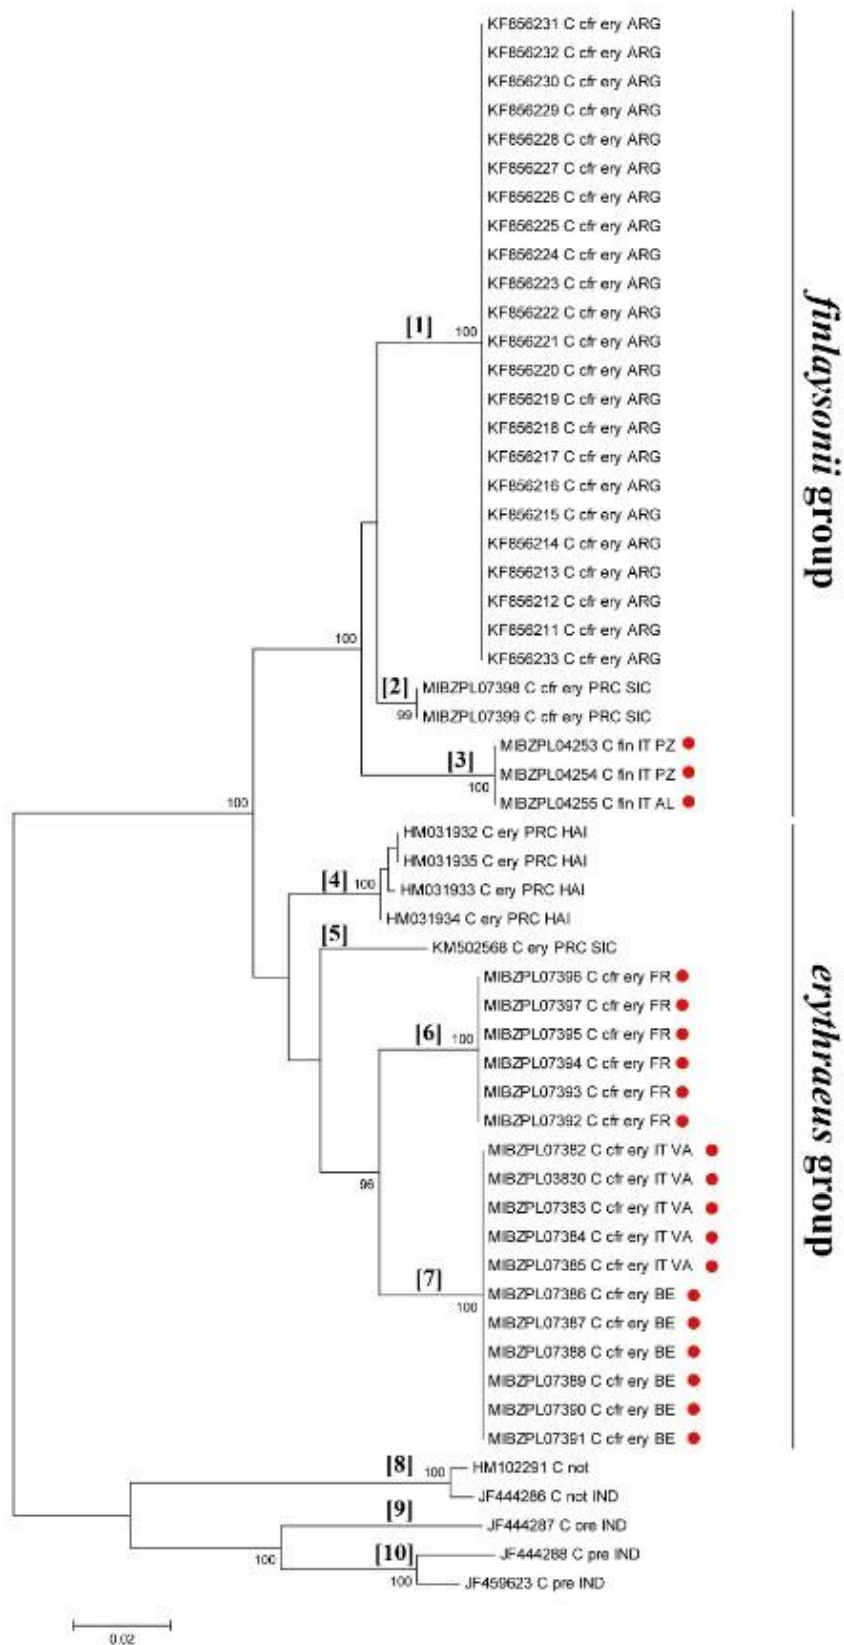 KF856231 C cfr ery ARG
KF856232 C cfr ery ARG
KF856230 C cfr ery ARG
KF856229 C cfr ery ARG
KF856228 C cfr ery ARG
KF856227 C cfr ery ARG
KF856226 C cfr ery ARG
KF856225 C cfr ery ARG
KF856224 C cfr ery ARG
KF856223 C cfr ery ARG
KF856222 C cfr ery ARG
[1] 100 KF856221 C cfr ery ARG
KF856220 C cfr ery ARG
KF856219 C cfr ery ARG
KF856218 C cfr ery ARG
KF856217 C cfr ery ARG
KF856216 C cfr ery ARG
KF856215 C cfr ery ARG
KF856214 C cfr ery ARG
KF856213 C cfr ery ARG
KF856212 C cfr ery ARG
KF856211 C cfr ery ARG
KF856233 C cfr ery ARG
finlaysonii group
100
[2] MIBZPL07398 C cfr ery PRC SIC
99 MIBZPL07399 C cfr ery PRC SIC
MIBZPL04253 C fin IT PZ
[3] MIBZPL04254 C fin IT PZ
100 MIBZPL04255 C fin IT AL
100
HM031932 C ery PRC HAI
HM031935 C ery PRC HAI
[4] 100 HM031933 C ery PRC HAI
HM031934 C ery PRC HAI
[5] KM502568 C ery PRC SIC
MIBZPL07396 C cfr ery FR
MIBZPL07397 C cfr ery FR
[6] 100 MIBZPL07395 C cfr ery FR
MIBZPL07394 C cfr ery FR
MIBZPL07393 C cfr ery FR
MIBZPL07392 C cfr ery FR
erythraeus group
MIBZPL07382 C cfr ery IT VA
96 MIBZPL03830 C cfr ery IT VA
MIBZPL07383 C cfr ery IT VA
MIBZPL07384 C cfr ery IT VA
MIBZPL07385 C cfr ery IT VA
[7] MIBZPL07386 C cfr ery BE
100 MIBZPL07387 C cfr ery BE
MIBZPL07388 C cfr ery BE
MIBZPL07389 C cfr ery BE
MIBZPL07390 C cfr ery BE
MIBZPL07391 C cfr ery BE
[8] 100 HM102291 C not
JF444286 C not IND
[9] JF444287 C ore IND
100 [10] JF444288 C pre IND
100 JF459623 C pre IND
0.02